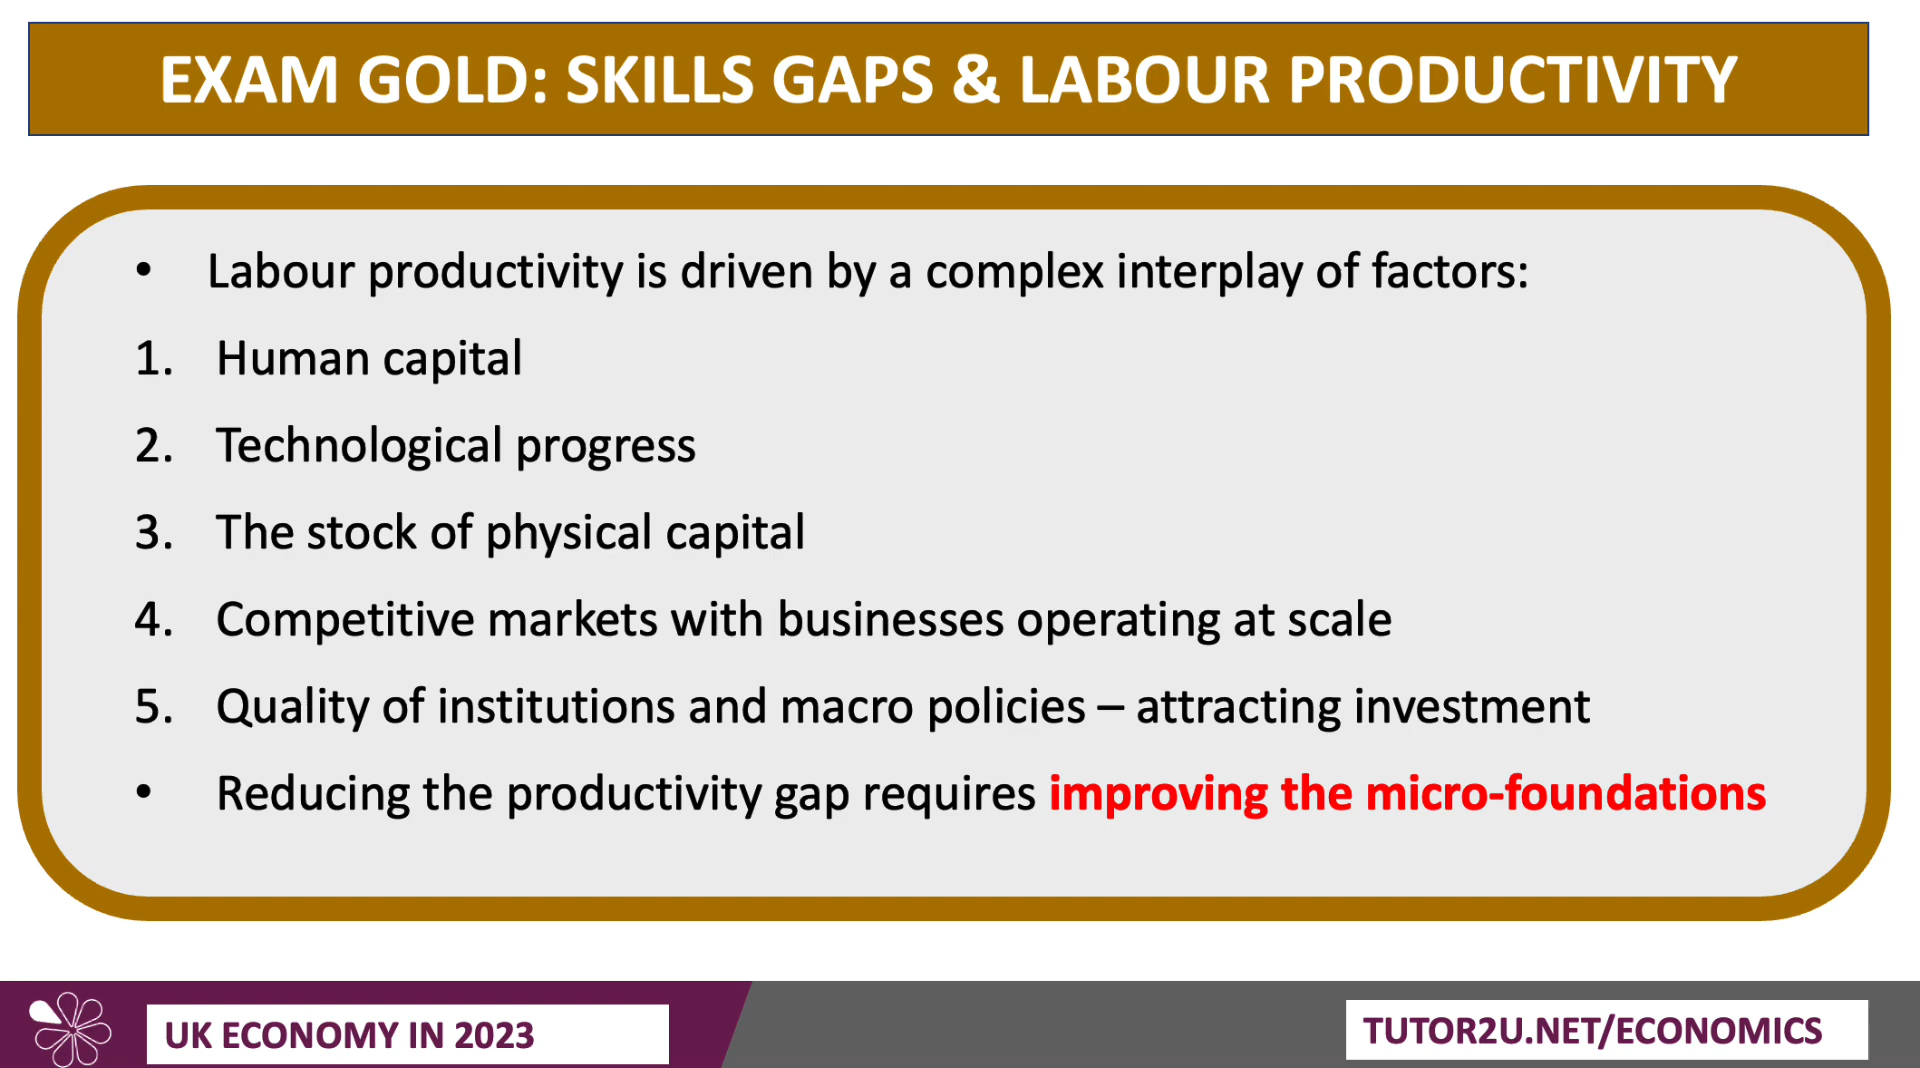 EXAM GOLD: SKILLS GAPS & LABOUR PRODUCTIVITY
• Labour productivity is driven by a complex interplay of factors:
1. Human capital
2. Technological progress
3. The stock of physical capital
4. Competitive markets with businesses operating at scale
5. Quality of institutions and macro policies – attracting investment
• Reducing the productivity gap requires improving the micro-foundations
UK ECONOMY IN 2023
TUTOR2U.NET/ECONOMICS